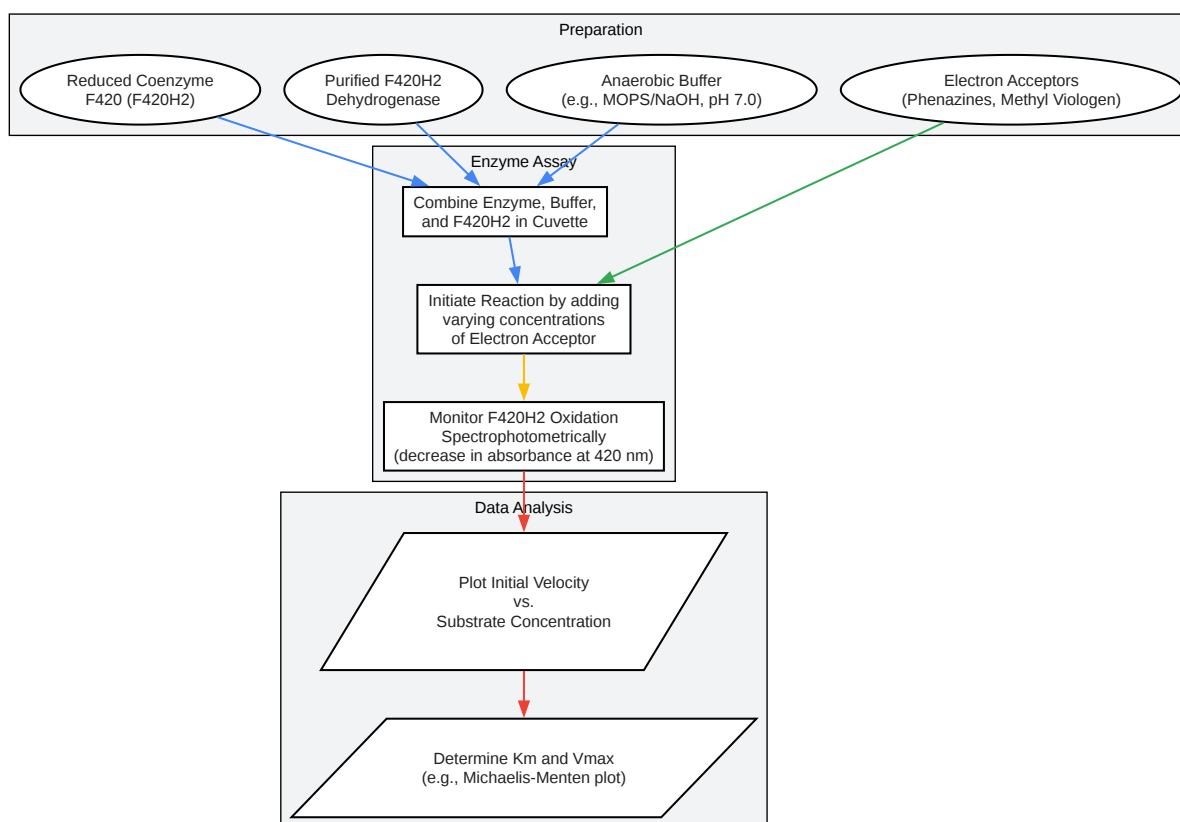 Preparation
Reduced Coenzyme
F420 (F420H2)
Purified F420H2
Dehydrogenase
Anaerobic Buffer
(e.g., MOPS/NaOH, pH 7.0)
Electron Acceptors
(Phenazines, Methyl Viologen)
Enzyme Assay
Combine Enzyme, Buffer,
and F420H2 in Cuvette
Initiate Reaction by adding
varying concentrations
of Electron Acceptor
Monitor F420H2 Oxidation
Spectrophotometrically
(decrease in absorbance at 420 nm)
Data Analysis
Plot Initial Velocity
vs.
Substrate Concentration
Determine Km and Vmax
(e.g., Michaelis-Menten plot)